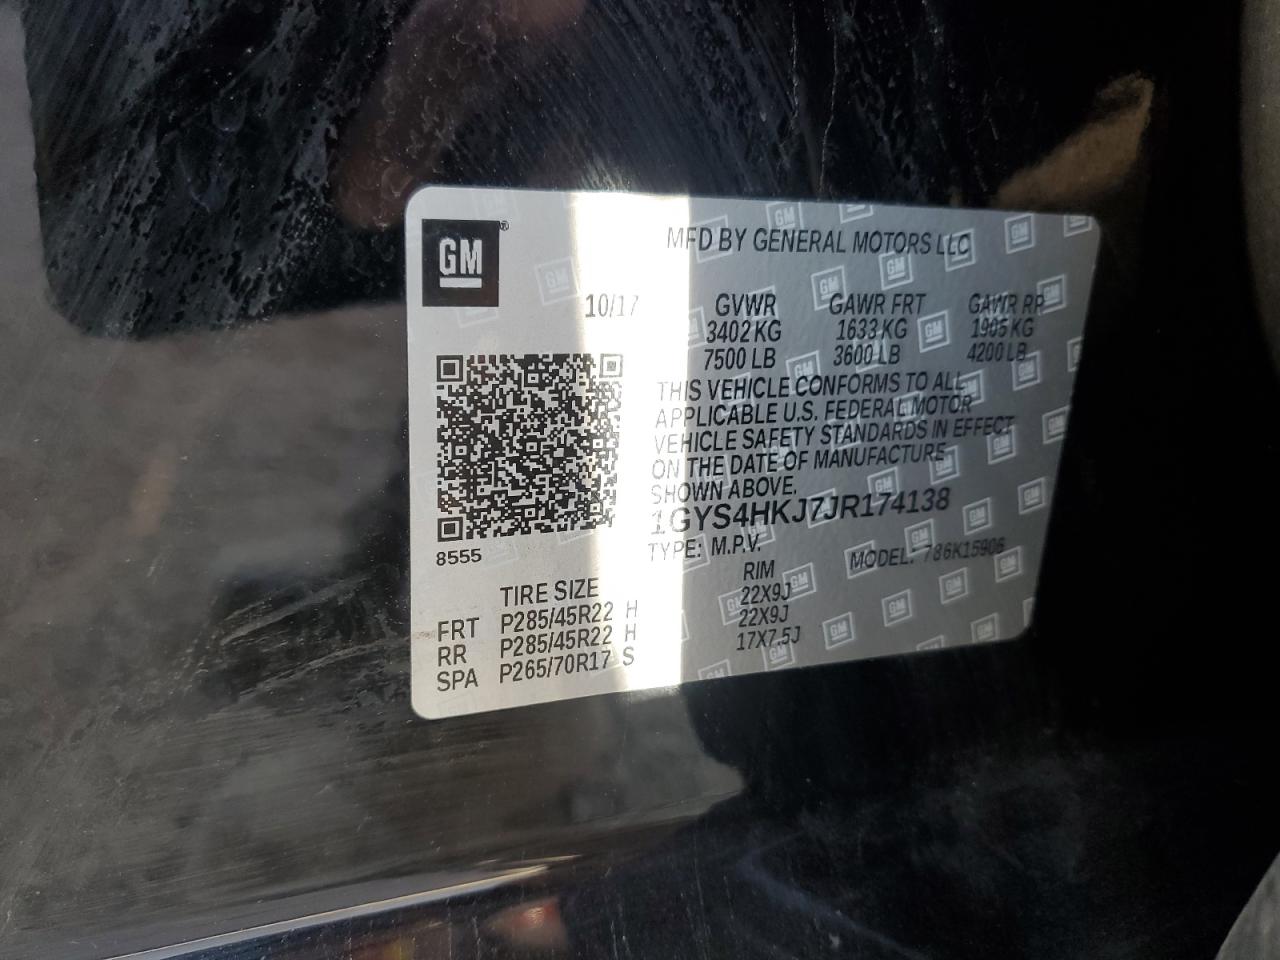 GM®
MFD BY GENERAL MOTORS LLC
10/17 GVWR GAWR FRT GAWR RR
3402 KG 1633 KG 1905 KG
7500 LB 3600 LB 4200 LB
THIS VEHICLE CONFORMS TO ALL
APPLICABLE U.S. FEDERAL MOTOR
VEHICLE SAFETY STANDARDS IN EFFECT
ON THE DATE OF MANUFACTURE
SHOWN ABOVE.
1GYS4HKJ7JR174138
8555
TYPE: M.P.V. MODEL: 786K15906
TIRE SIZE RIM
FRT P285/45R22 H 22X9J
RR P285/45R22 H 22X9J
SPA P265/70R17 S 17X7.5J